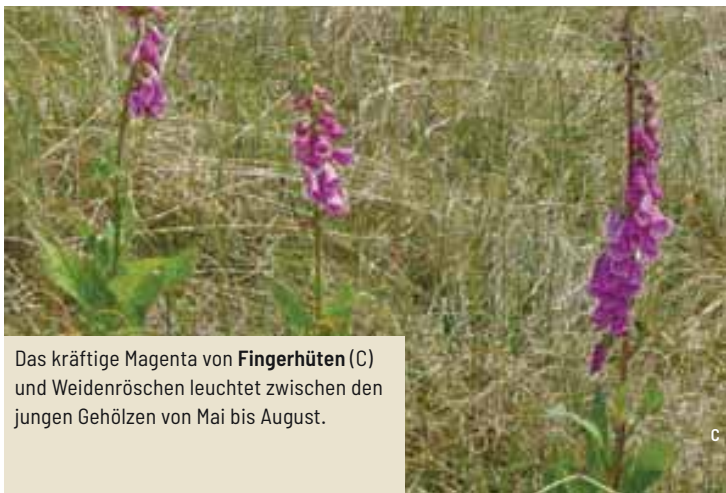 Das kräftige Magenta von Fingerhüten (C)
und Weidenröschen leuchtet zwischen den
jungen Gehölzen von Mai bis August.
C